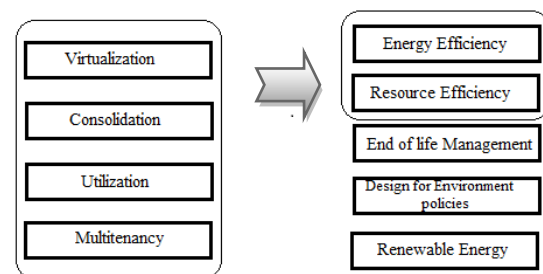 Virtualization
Consolidation
Utilization
Multitenancy
Energy Efficiency
Resource Efficiency
End of life Management
Design for Environment
policies
Renewable Energy